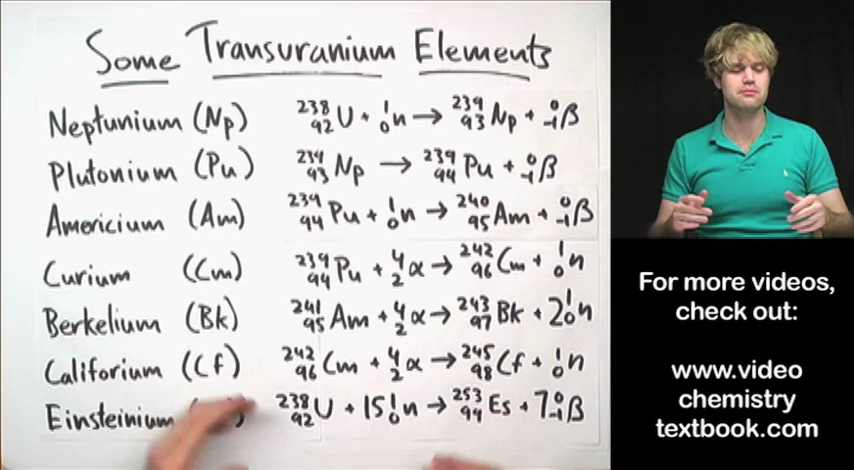 Some Transuranium Elements
Neptunium (Np) ²³⁸₉₂U + ¹₀n → ²³⁹₉₃Np + ⁰₋₁β
Plutonium (Pu) ²³⁹₉₃Np → ²³⁹₉₄Pu + ⁰₋₁β
Americium (Am) ²³⁹₉₄Pu + ¹₀n → ²⁴⁰₉₅Am + ⁰₋₁β
Curium (Cm) ²³⁹₉₄Pu + ⁴₂α → ²⁴²₉₆Cm + ¹₀n
Berkelium (Bk) ²⁴¹₉₅Am + ⁴₂α → ²⁴³₉₇Bk + 2¹₀n
Califorium (Cf) ²⁴²₉₆Cm + ⁴₂α → ²⁴⁵₉₈Cf + ¹₀n
Einsteinium ²³⁸₉₂U + 15¹₀n → ²⁵³₉₉Es + 7⁰₋₁β
For more videos,
check out:
www.video
chemistry
textbook.com